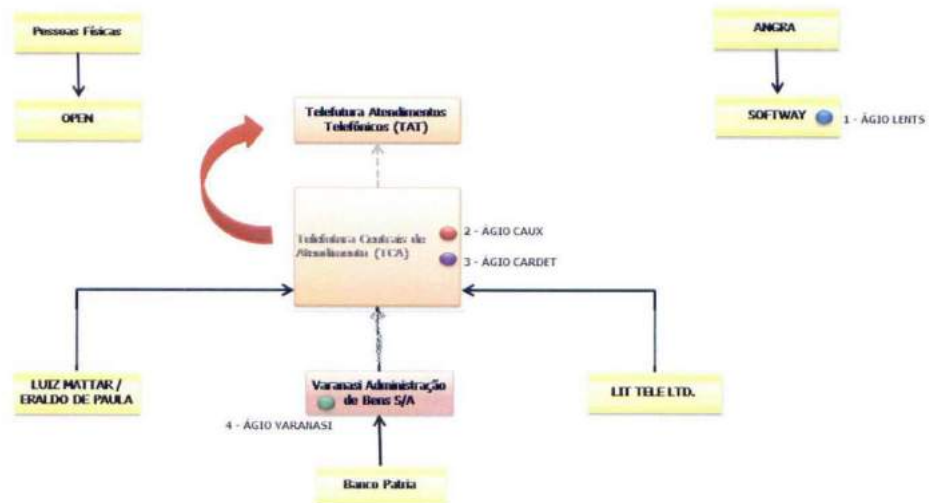 Pessoas Físicas
ANGRA
OPEN
Telefutura Atendimentos
Telefônicos (TAT)
SOFTWAY
1 - ÁGIO LENTS
Telefutura Centrais de
Atendimento (TCA)
2 - ÁGIO CAUX
3 - ÁGIO CARDET
LUIZ MATTAR /
ERALDO DE PAULA
Varanasi Administração
de Bens S/A
LIT TELE LTD.
4 - ÁGIO VARANASI
Banco Patria